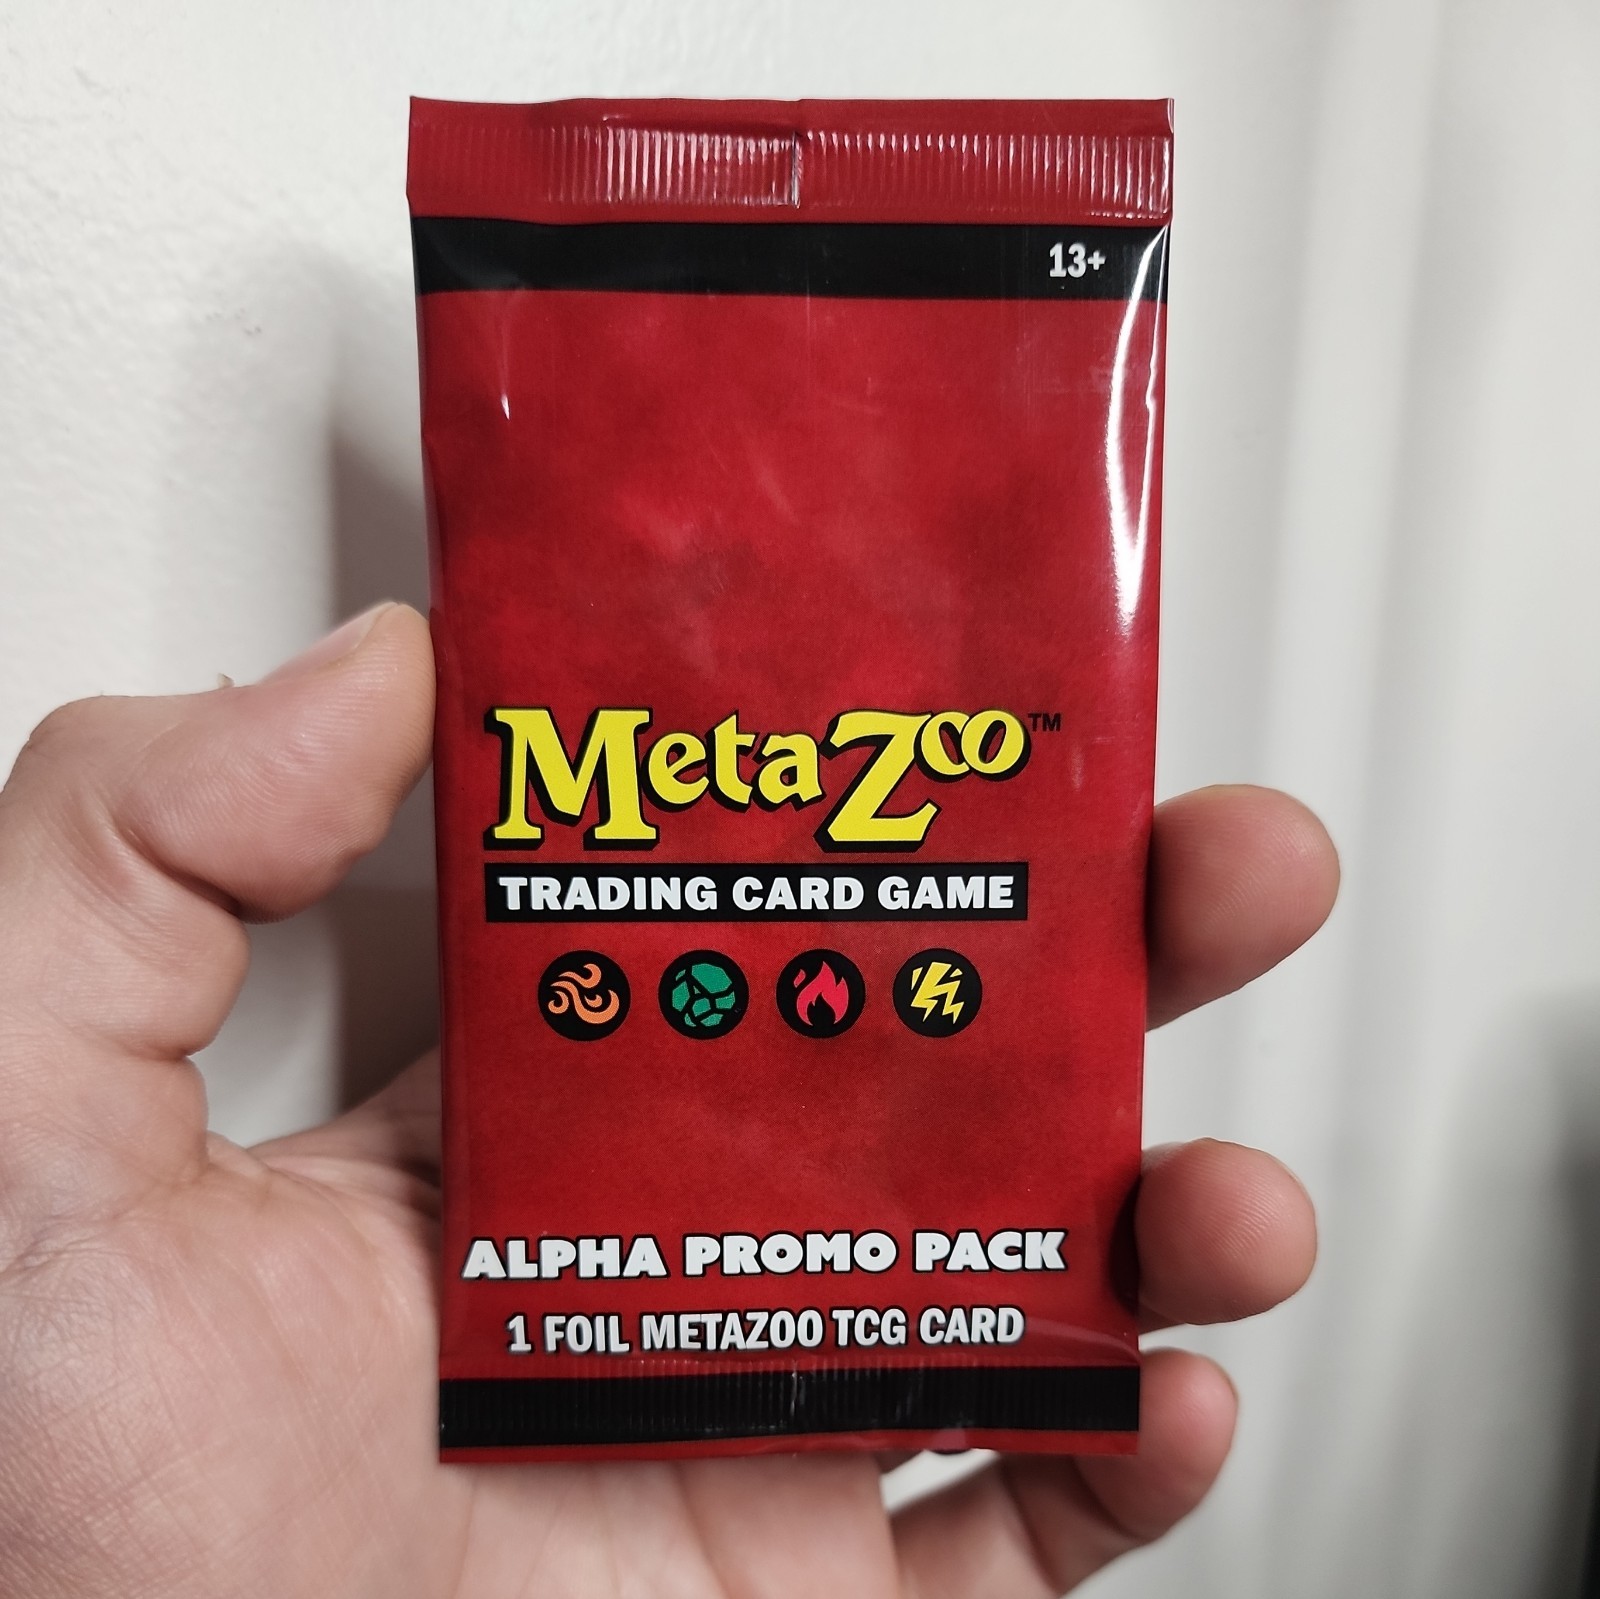 13+
MetaZoo™
TRADING CARD GAME
ALPHA PROMO PACK
1 FOIL METAZOO TCG CARD